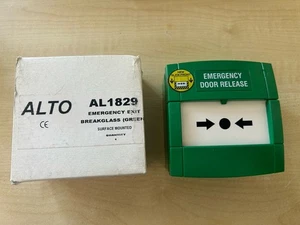 ALTO
CE
AL1829
EMERGENCY EXIT
BREAKGLASS (GREEN
SURFACE MOUNTED
EMERGENCY
DOOR RELEASE